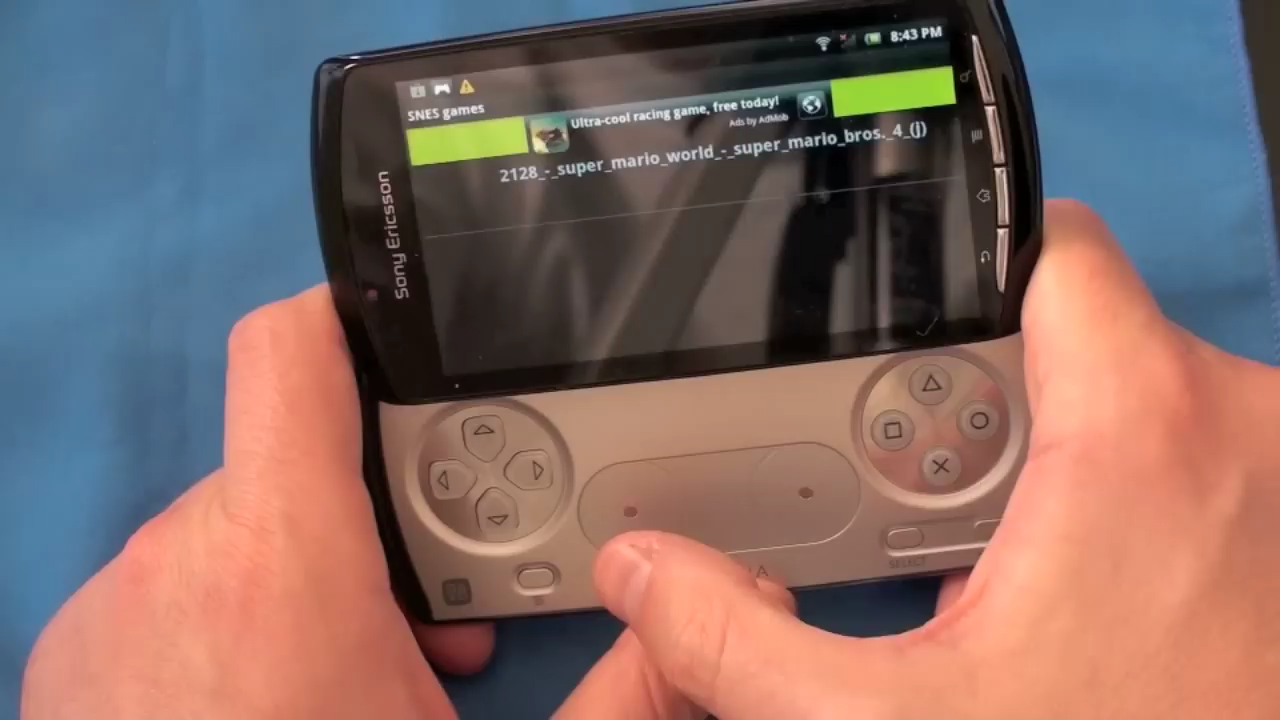 8:43 PM
SNES games
Ultra-cool racing game, free today!
Ads by AdMob
2128_-_super_mario_world_-_super_mario_bros._4_(j)
Sony Ericsson
SELECT